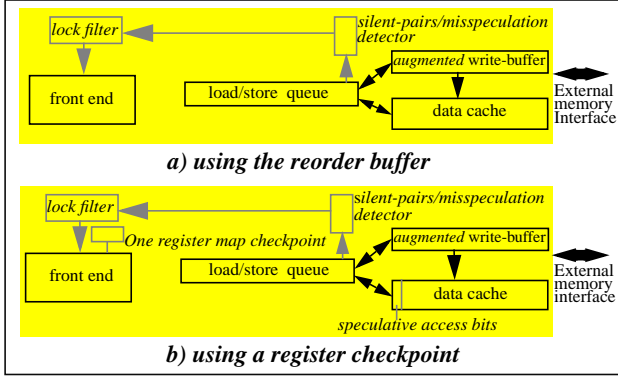 lock filter
silent-pairs/misspeculation
detector
augmented write-buffer
front end
load/store queue
data cache
External
memory
Interface
a) using the reorder buffer
lock filter
silent-pairs/misspeculation
detector
One register map checkpoint
augmented write-buffer
front end
load/store queue
data cache
External
memory
interface
speculative access bits
b) using a register checkpoint